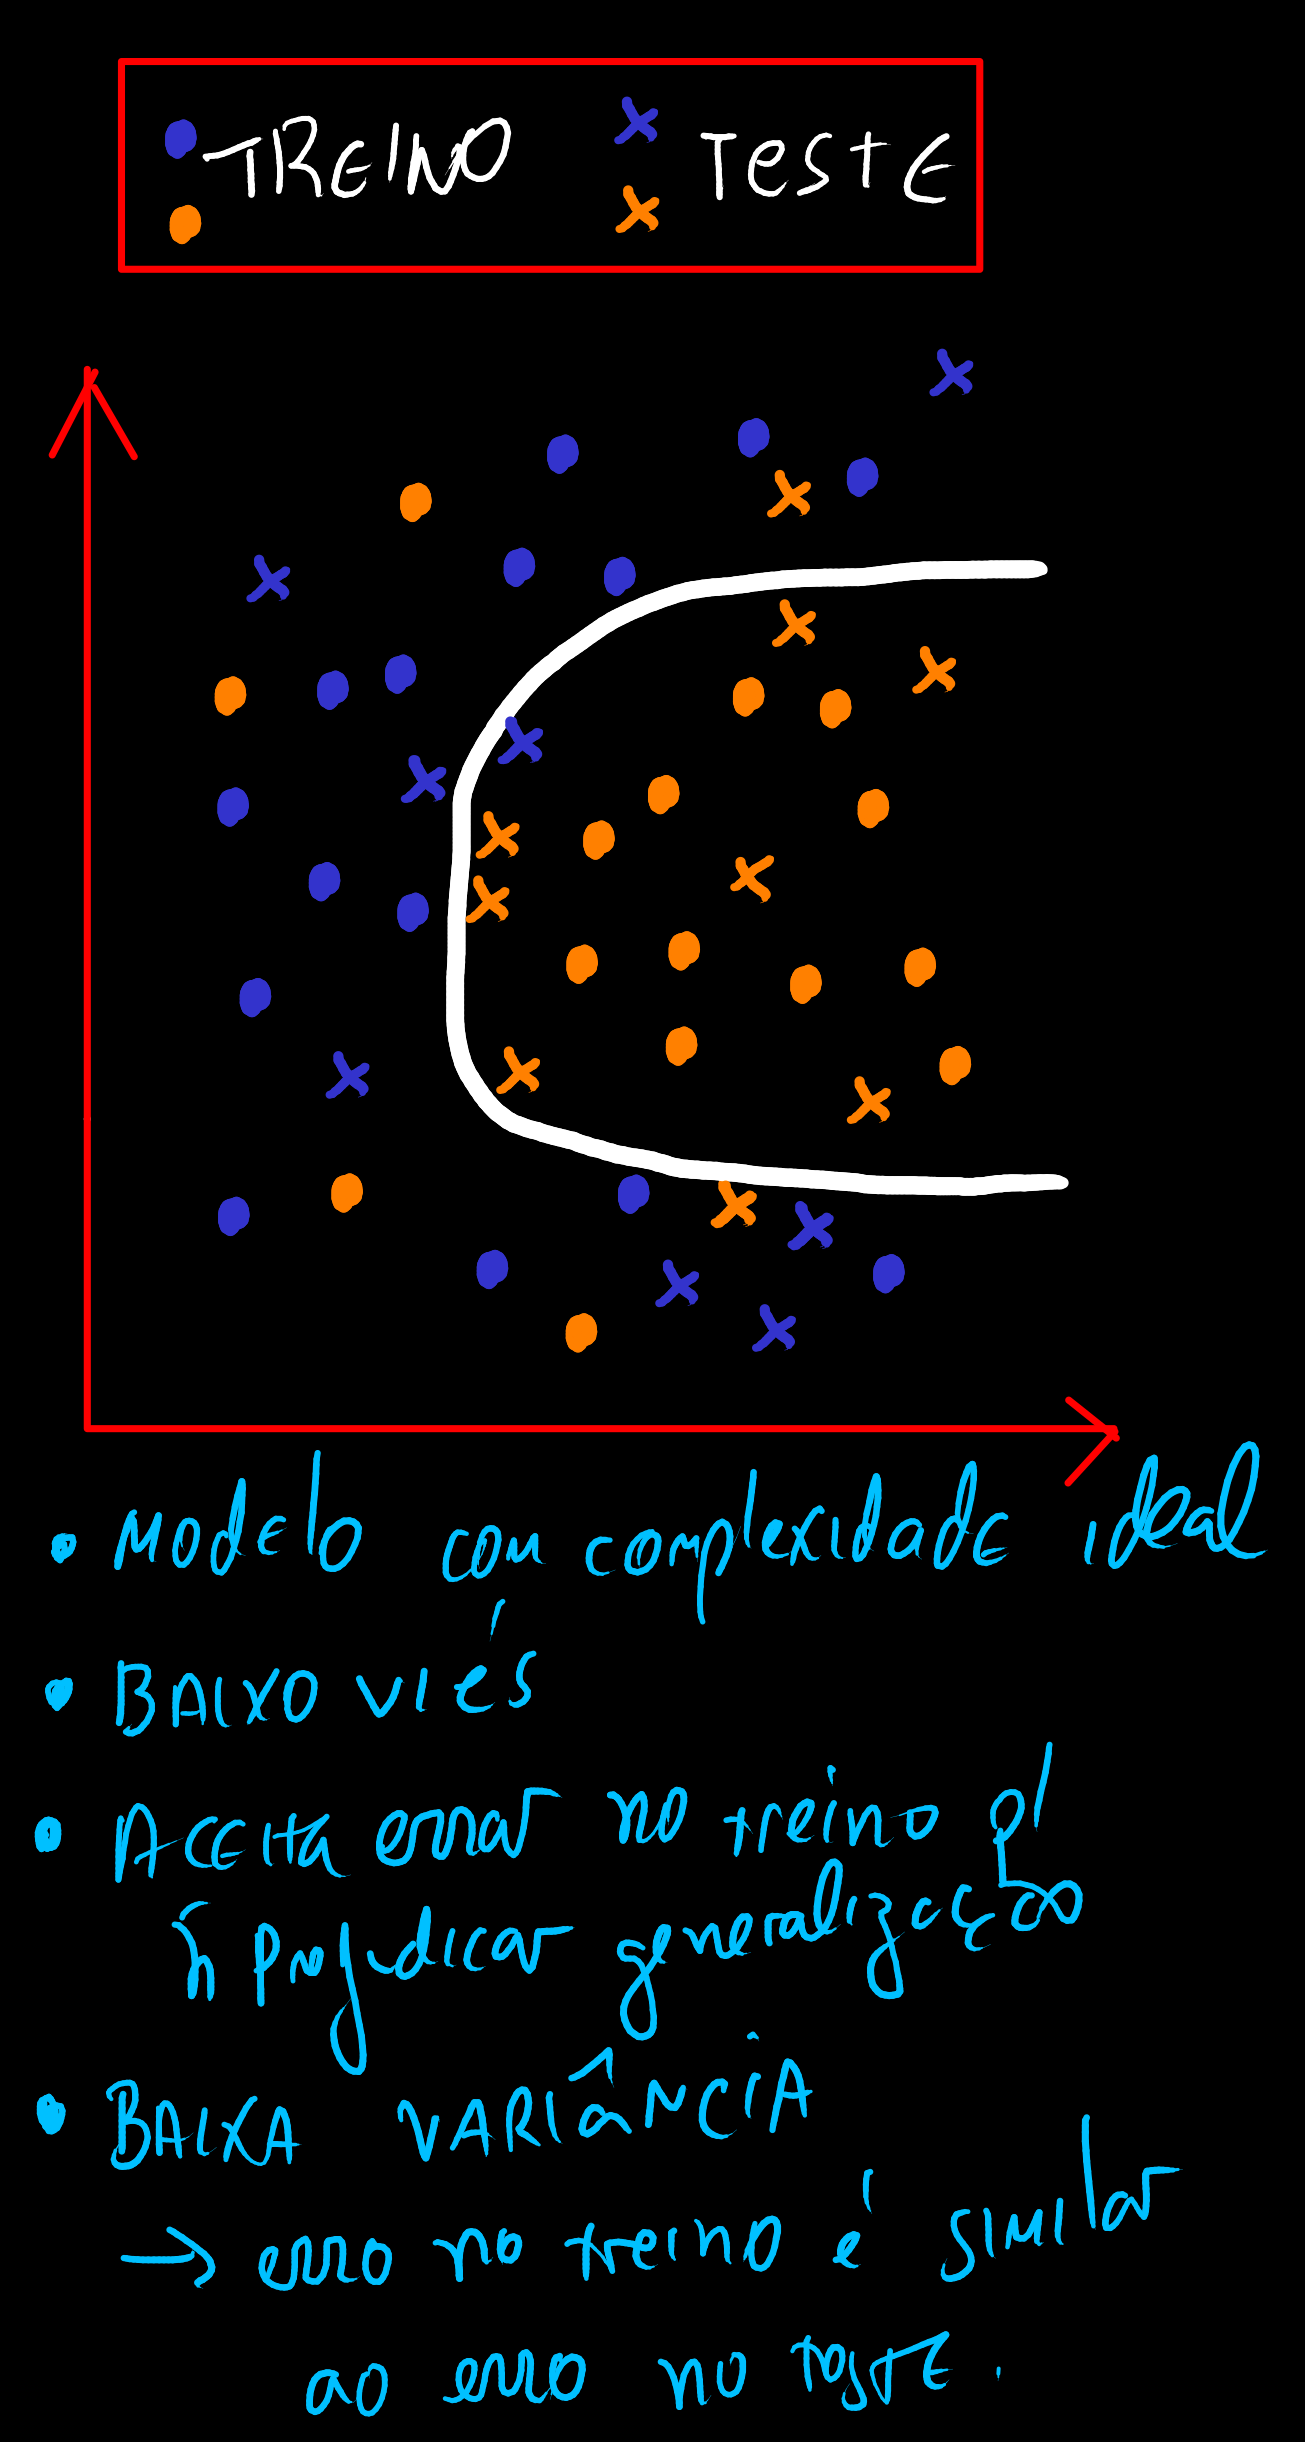 TREINO TESTE
• Modelo com complexidade ideal
• BAIXO viés
• ACEITA errar no treino p/
ñ prejudicar generalização
• BAIXA VARIâNCIA
→ erro no treino é similar
ao erro no teste.